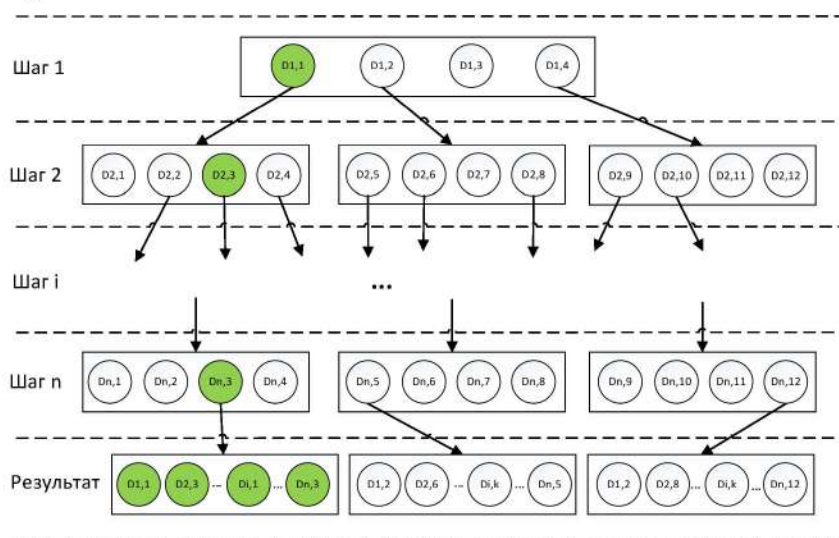 Шаг 1
D1,1 D1,2 D1,3 D1,4
Шаг 2
D2,1 D2,2 D2,3 D2,4 D2,5 D2,6 D2,7 D2,8 D2,9 D2,10 D2,11 D2,12
Шаг i
...
Шаг n
Dn,1 Dn,2 Dn,3 Dn,4 Dn,5 Dn,6 Dn,7 Dn,8 Dn,9 Dn,10 Dn,11 Dn,12
Результат
D1,1 D2,3 ... Di,1 ... Dn,3 D1,2 D2,6 ... Di,k ... Dn,5 D1,2 D2,8 ... Di,k ... Dn,12